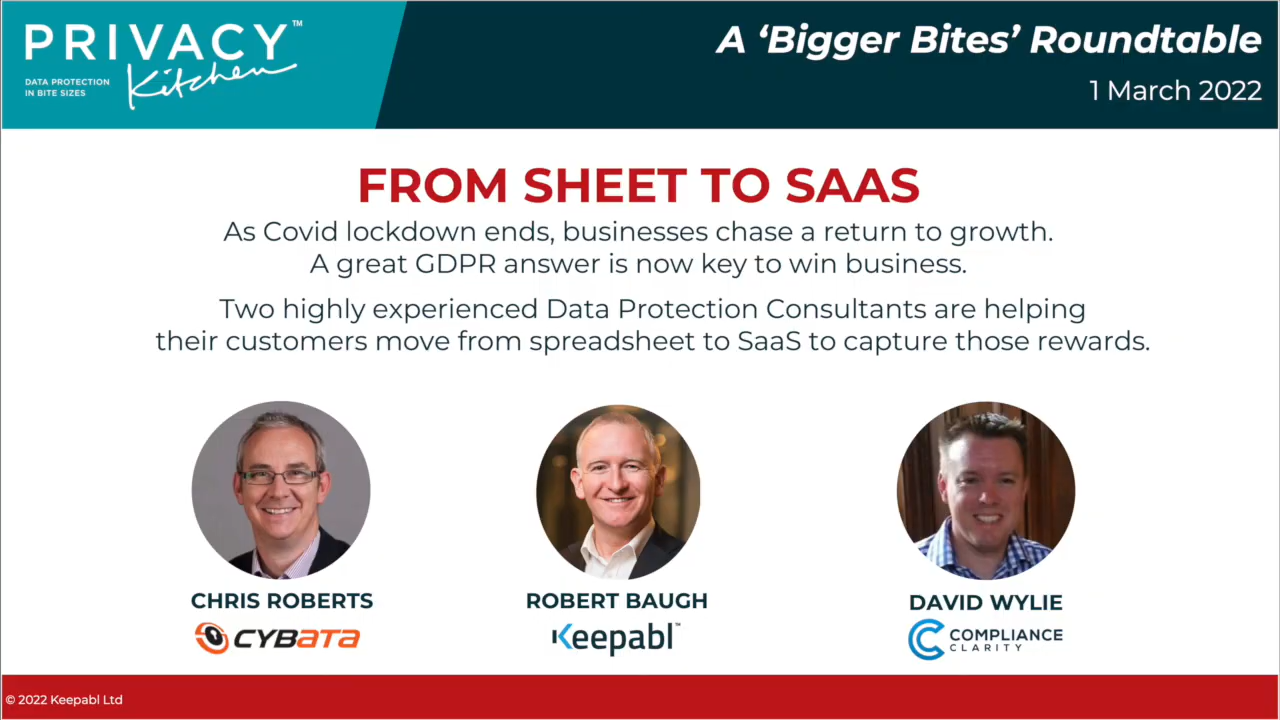 PRIVACY™
Kitchen
DATA PROTECTION
IN BITE SIZES
A ‘Bigger Bites’ Roundtable
1 March 2022
FROM SHEET TO SAAS
As Covid lockdown ends, businesses chase a return to growth.
A great GDPR answer is now key to win business.
Two highly experienced Data Protection Consultants are helping
their customers move from spreadsheet to SaaS to capture those rewards.
CHRIS ROBERTS
CYBATA
ROBERT BAUGH
Keepabl™
DAVID WYLIE
COMPLIANCE
CLARITY
© 2022 Keepabl Ltd